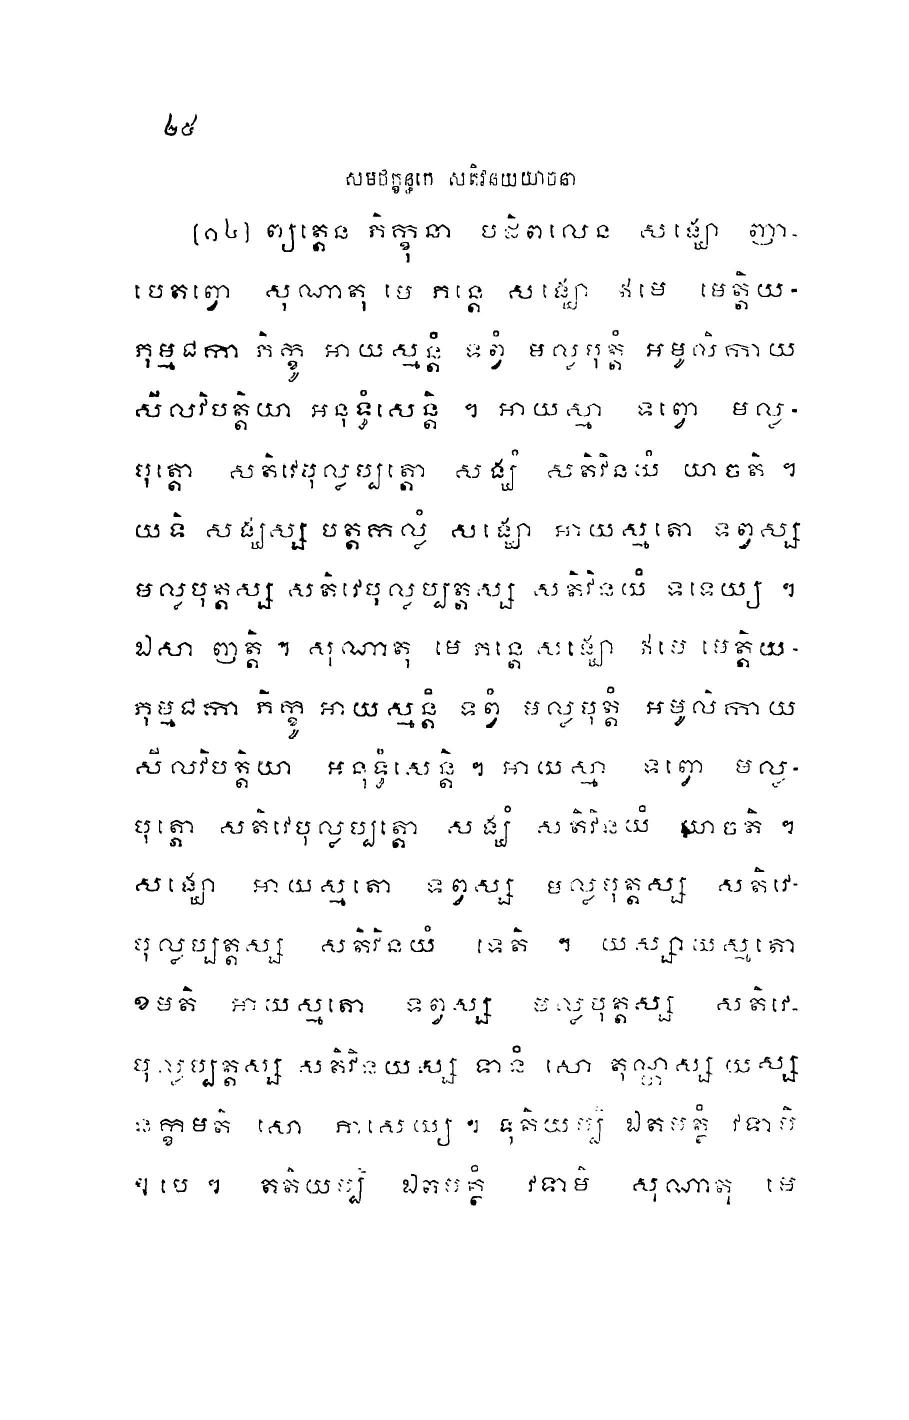 ២៥
សមថក្ខន្ធកេ សតិវិនយយាចនា
[១៤] ព្យត្តេន ភិក្ខុនា បដិពលេន សង្ឃោ ញា-
បេតព្វោ សុណាតុ មេ ភន្តេ សង្ឃោ ឥមេ មេត្តិយ-
ភុម្មជកា ភិក្ខូ អាយស្មន្តំ ទព្វំ មល្លបុត្តំ អមូលិកាយ
សីលវិបត្តិយា អនុទ្ធំសេន្តិ ។ អាយស្មា ទព្វោ មល្ល-
បុត្តោ សតិវេបុល្លប្បត្តោ សង្ឃំ សតិវិនយំ យាចតិ ។
យទិ សង្ឃស្ស បត្តកល្លំ សង្ឃោ អាយស្មតោ ទព្វស្ស
មល្លបុត្តស្ស សតិវេបុល្លប្បត្តស្ស សតិវិនយំ ទទេយ្យ ។
ឯសា ញត្តិ ។ សុណាតុ មេ ភន្តេ សង្ឃោ ឥមេ មេត្តិយ-
ភុម្មជកា ភិក្ខូ អាយស្មន្តំ ទព្វំ មល្លបុត្តំ អមូលិកាយ
សីលវិបត្តិយា អនុទ្ធំសេន្តិ ។ អាយស្មា ទព្វោ មល្ល-
បុត្តោ សតិវេបុល្លប្បត្តោ សង្ឃំ សតិវិនយំ យាចតិ ។
សង្ឃោ អាយស្មតោ ទព្វស្ស មល្លបុត្តស្ស សតិវេ-
បុល្លប្បត្តស្ស សតិវិនយំ ទេតិ ។ យស្សាយស្មតោ
ខមតិ អាយស្មតោ ទព្វស្ស មល្លបុត្តស្ស សតិវេ-
បុល្លប្បត្តស្ស សតិវិនយស្ស ទានំ សោ តុណ្ហស្ស យស្ស
នក្ខមតិ សោ ភាសេយ្យ ។ ទុតិយម្បិ ឯតមត្ថំ វទាមិ
។បេ។ តតិយម្បិ ឯតមត្ថំ វទាមិ សុណាតុ មេ